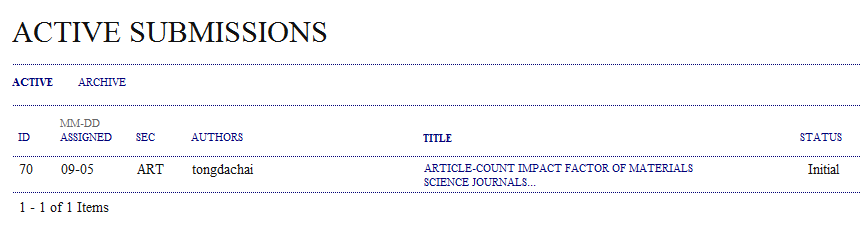 ACTIVE SUBMISSIONS
ACTIVE ARCHIVE
MM-DD
ID ASSIGNED SEC AUTHORS TITLE STATUS
70 09-05 ART tongdachai ARTICLE-COUNT IMPACT FACTOR OF MATERIALS Initial
SCIENCE JOURNALS...
1 - 1 of 1 Items